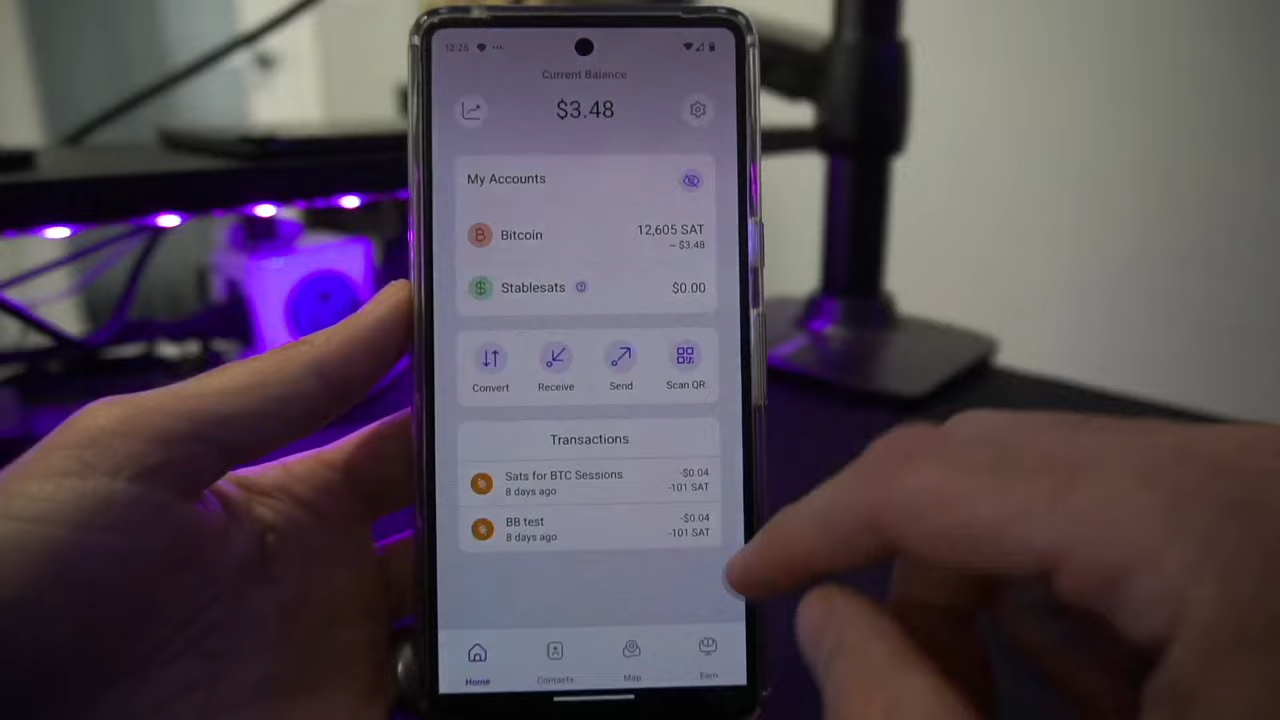 12:25
Current Balance
$3.48
My Accounts
Bitcoin
12,605 SAT
~ $3.48
Stablesats
$0.00
Convert
Receive
Send
Scan QR
Transactions
Sats for BTC Sessions
-$0.04
8 days ago
-101 SAT
BB test
-$0.04
8 days ago
-101 SAT
Home
Contacts
Map
Earn